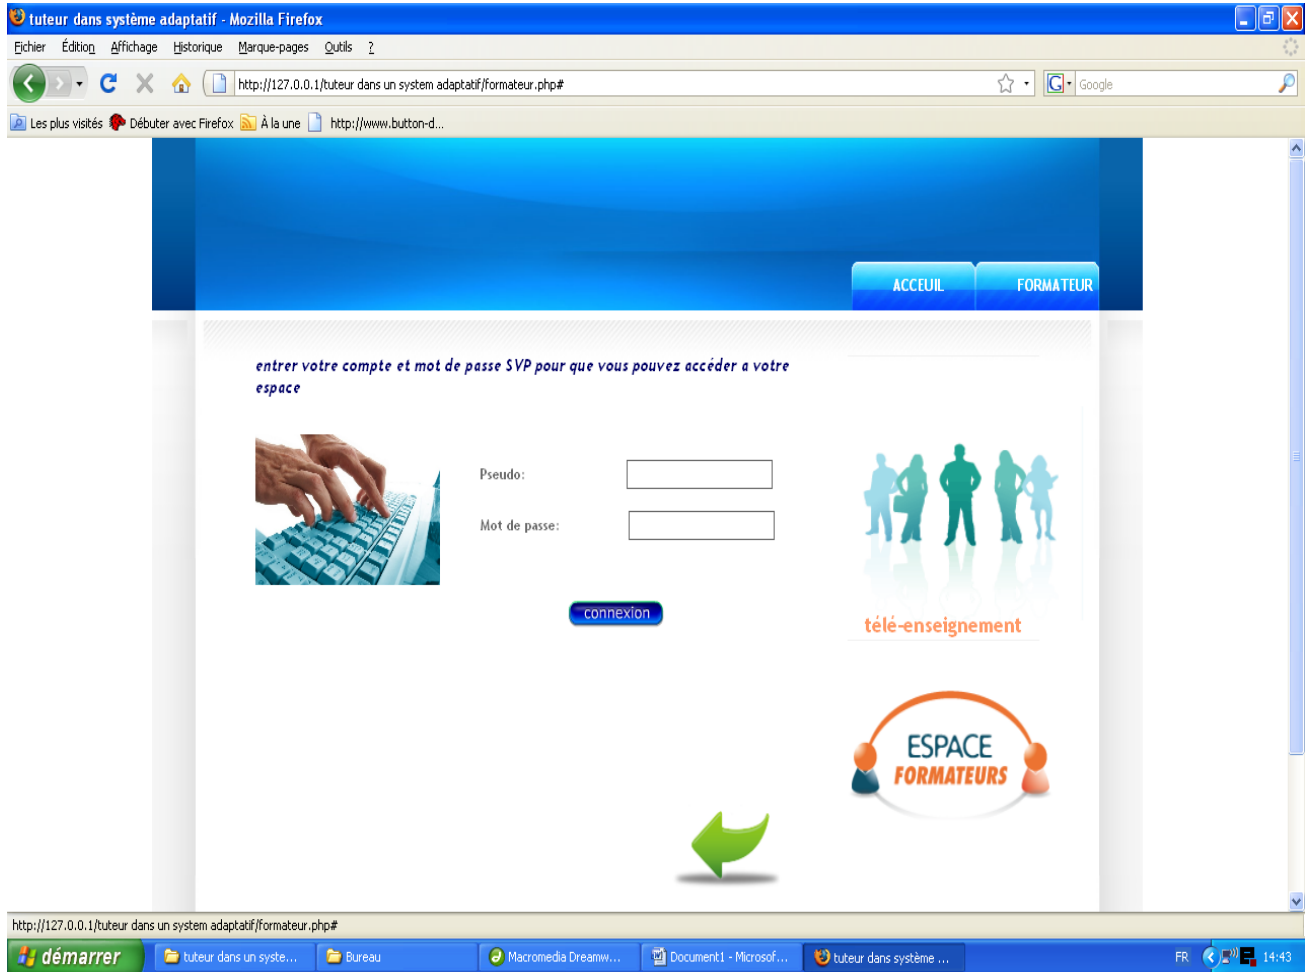 tuteur dans système adaptatif - Mozilla Firefox
Fichier Édition Affichage Historique Marque-pages Outils ?
http://127.0.0.1/tuteur dans un system adaptatif/formateur.php# G Google
Les plus visités Débuter avec Firefox À la une http://www.button-d...
ACCEUIL FORMATEUR
entrer votre compte et mot de passe SVP pour que vous pouvez accéder a votre
espace
Pseudo:
Mot de passe:
connexion
télé-enseignement
ESPACE
FORMATEURS
http://127.0.0.1/tuteur dans un system adaptatif/formateur.php#
démarrer tuteur dans un syste... Bureau Macromedia Dreamw... Document1 - Microsof... tuteur dans système ... FR 14:43